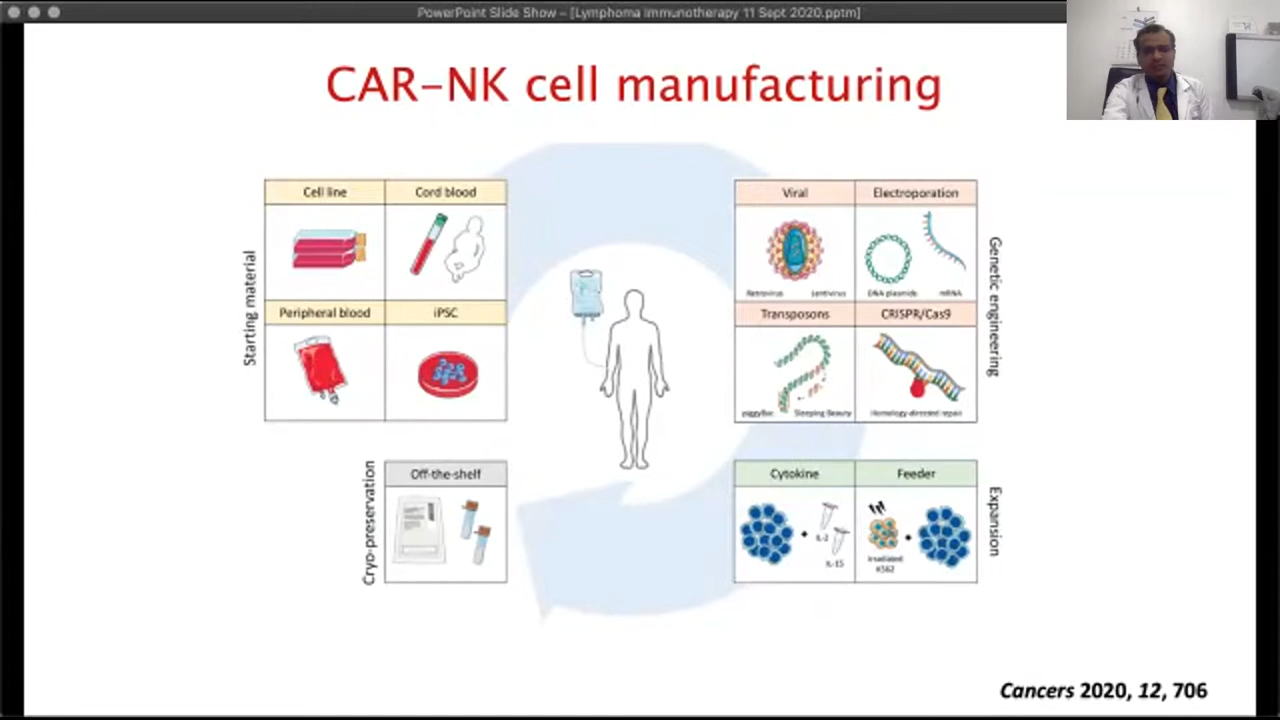 PowerPoint Slide Show – [Lymphoma Immunotherapy 11 Sept 2020.pptm]
CAR–NK cell manufacturing
Starting material
Cell line
Cord blood
Peripheral blood
iPSC
Genetic engineering
Viral
Electroporation
Retrovirus
Lentivirus
DNA plasmids
mRNA
Transposons
CRISPR/Cas9
piggyBac
Sleeping Beauty
Homology-directed repair
Cryo-preservation
Off-the-shelf
Expansion
Cytokine
Feeder
+
IL-2
IL-15
Irradiated
K562
+
Cancers 2020, 12, 706